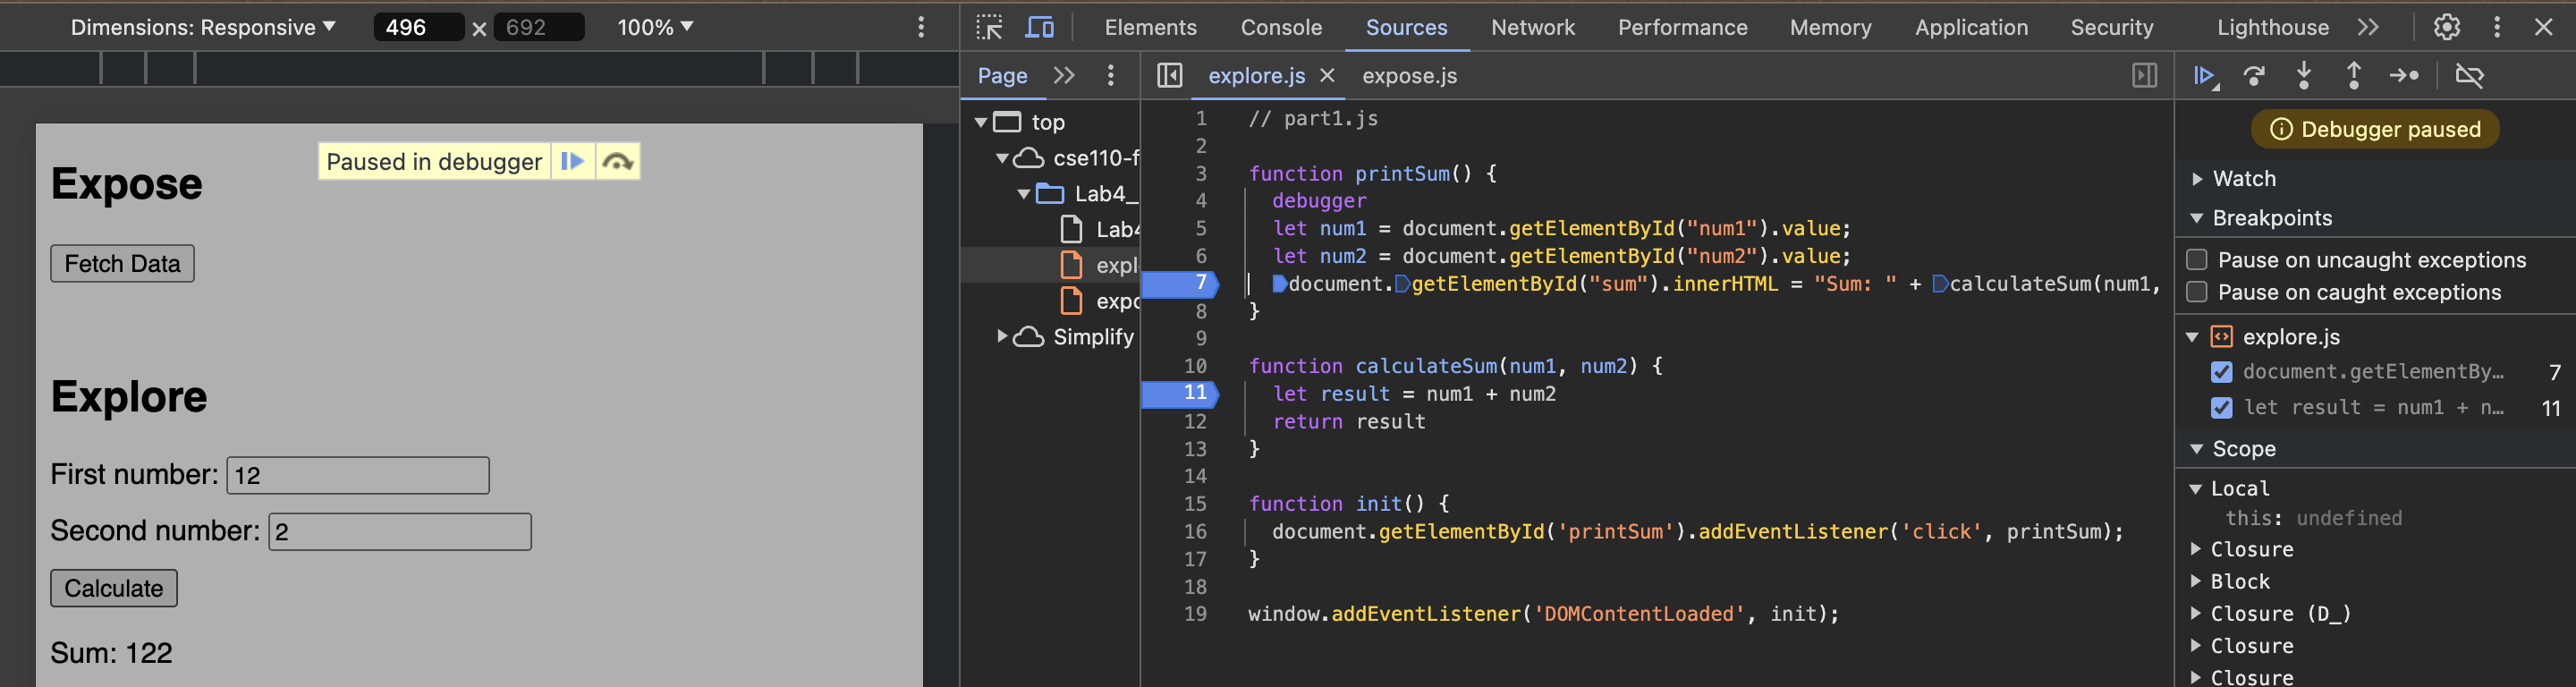 Dimensions: Responsive
496 × 692
100%
Elements
Console
Sources
Network
Performance
Memory
Application
Security
Lighthouse
Page
explore.js
expose.js
Debugger paused
Paused in debugger
Expose
Fetch Data
Explore
First number: 12
Second number: 2
Calculate
Sum: 122
top
cse110-f
Lab4_
Lab4
expl
expo
Simplify
1 // part1.js
2
3 function printSum() {
4 debugger
5 let num1 = document.getElementById("num1").value;
6 let num2 = document.getElementById("num2").value;
7 document.getElementById("sum").innerHTML = "Sum: " + calculateSum(num1,
8 }
9
10 function calculateSum(num1, num2) {
11 let result = num1 + num2
12 return result
13 }
14
15 function init() {
16 document.getElementById('printSum').addEventListener('click', printSum);
17 }
18
19 window.addEventListener('DOMContentLoaded', init);
Watch
Breakpoints
Pause on uncaught exceptions
Pause on caught exceptions
explore.js
document.getElementBy… 7
let result = num1 + n… 11
Scope
Local
this: undefined
Closure
Block
Closure (D_)
Closure
Closure